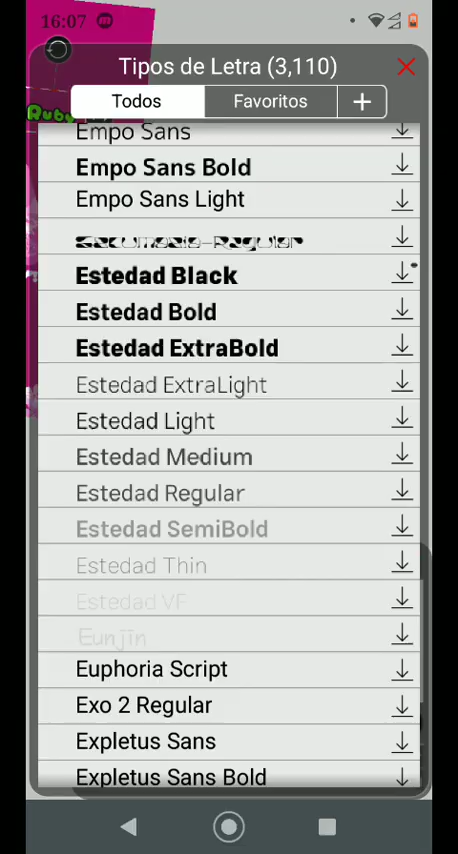 16:07
Tipos de Letra (3,110)
Todos
Favoritos
Ruby
Empo Sans
Empo Sans Bold
Empo Sans Light
Estedad Black
Estedad Bold
Estedad ExtraBold
Estedad ExtraLight
Estedad Light
Estedad Medium
Estedad Regular
Estedad SemiBold
Estedad Thin
Estedad VF
Eunjin
Euphoria Script
Exo 2 Regular
Expletus Sans
Expletus Sans Bold